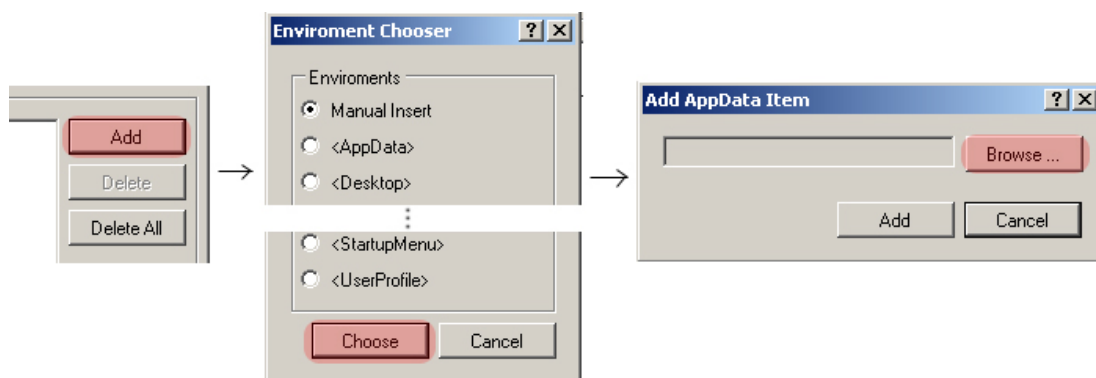 Add
Delete
Delete All
Enviroment Chooser
Enviroments
Manual Insert
<AppData>
<Desktop>
<StartupMenu>
<UserProfile>
Choose Cancel
Add AppData Item
Browse ...
Add Cancel